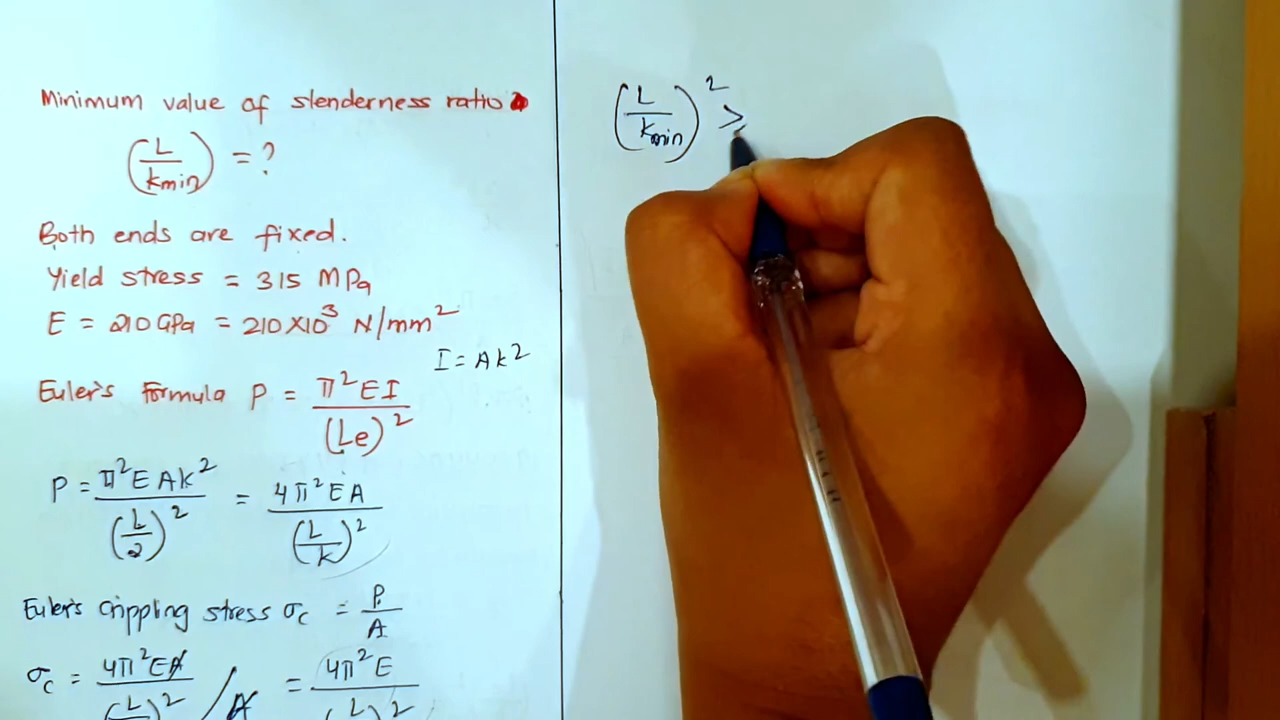 Minimum value of slenderness ratio
(L/kmin) = ?
Both ends are fixed.
Yield stress = 315 MPa
E = 210 GPa = 210 X10³ N/mm²
I = Ak²
Euler's Formula P = π²EI/(Le)²
P = π²EAk²/(L/2)² = 4π²EA/(L/k)²
Euler's crippling stress σc = P/A
σc = 4π²EA/(L/)² / A = 4π²E/(L/)²
(L/kmin)² >